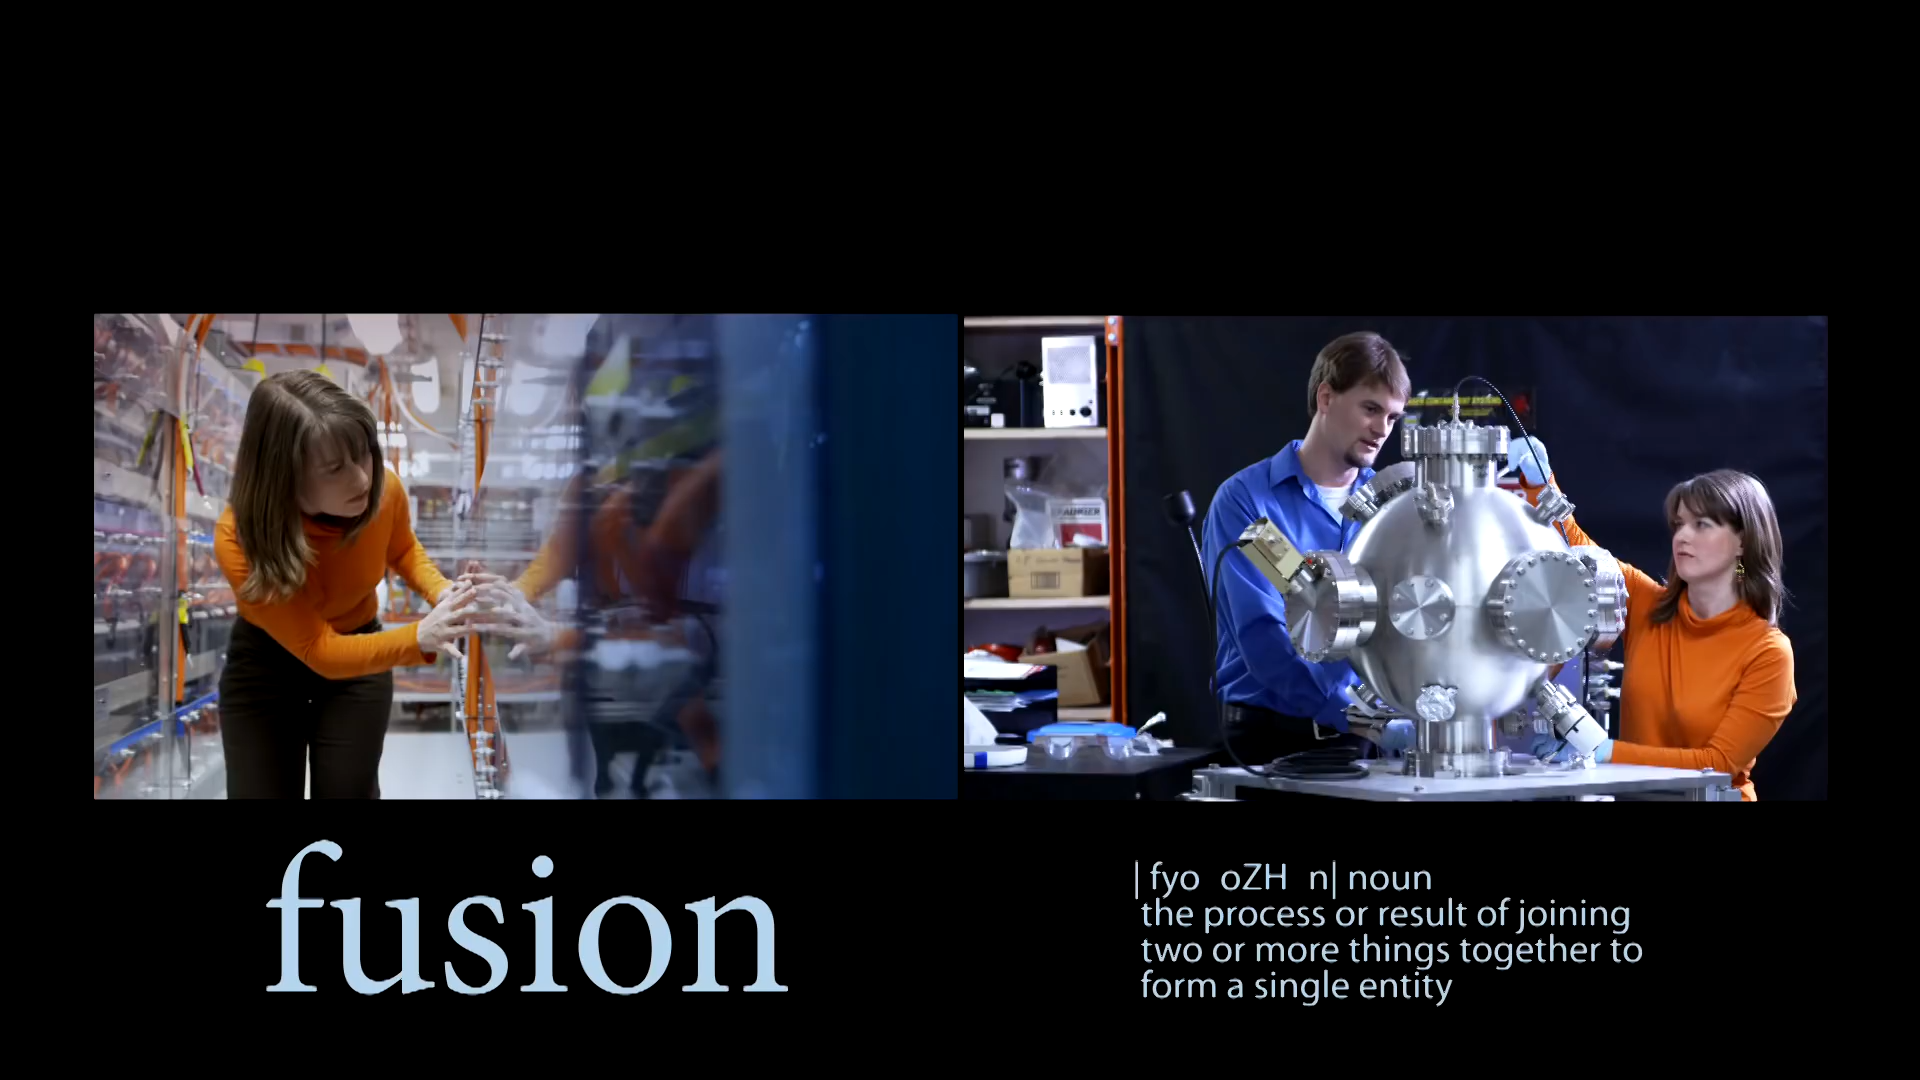 fusion
| fyo oZH n| noun
the process or result of joining
two or more things together to
form a single entity